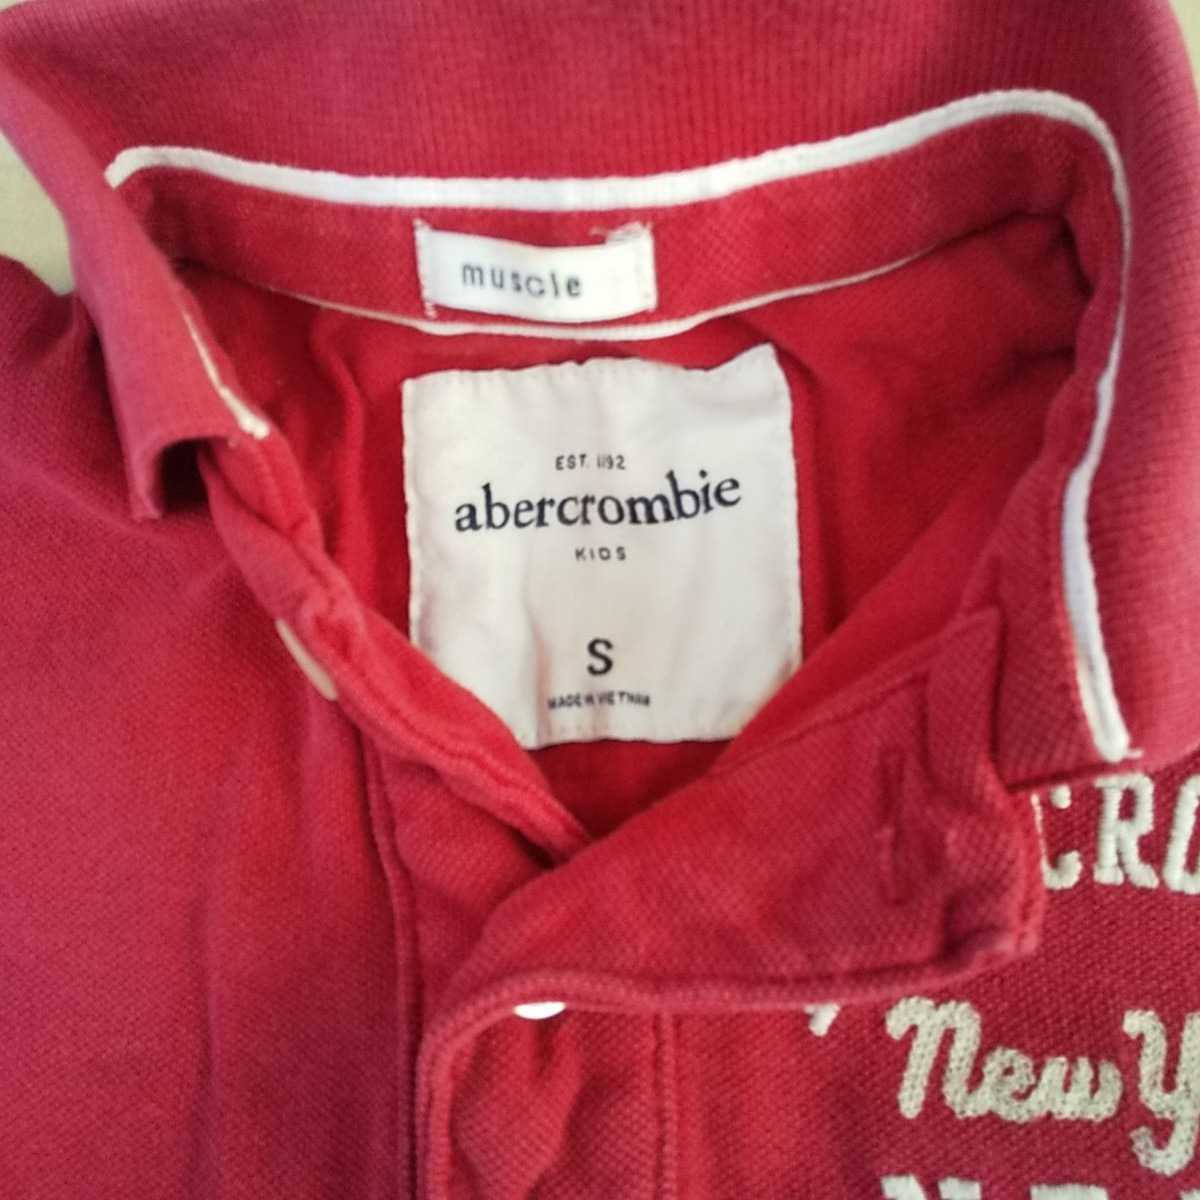 muscle
EST. 1892
abercrombie
KIDS
S
MADE IN VIETNAM
CRO
New Y